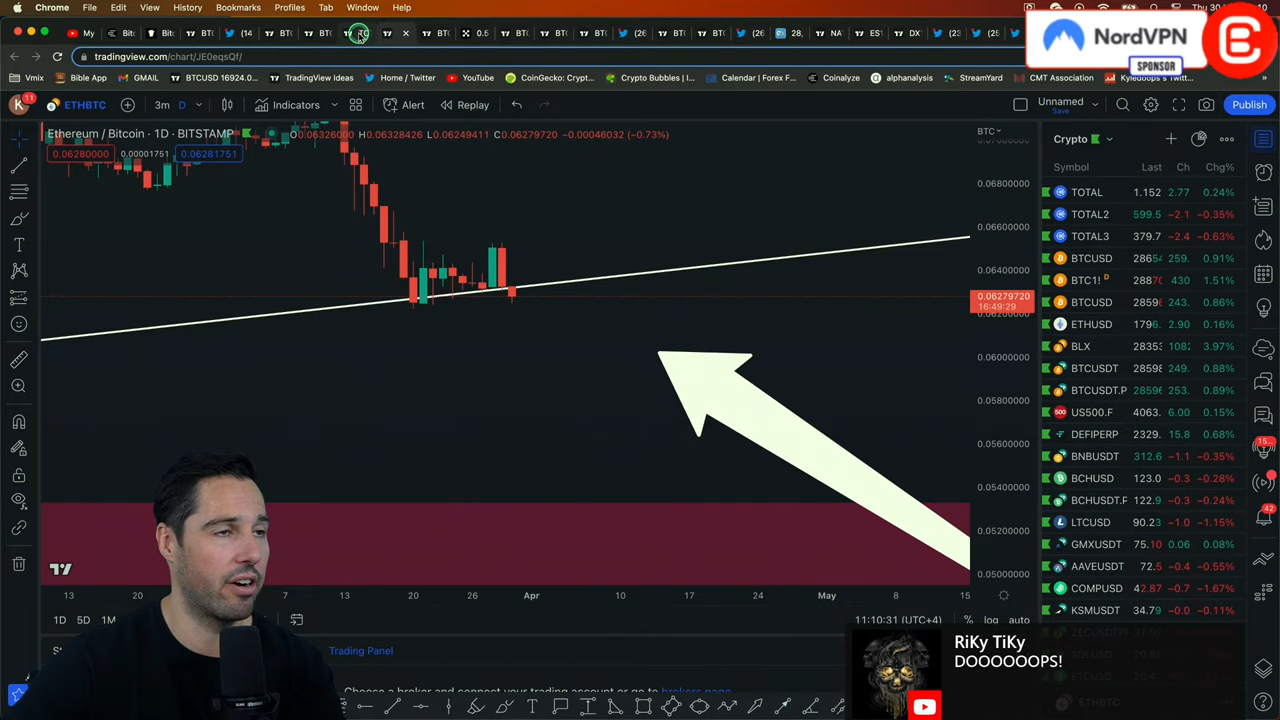 Chrome File Edit View History Bookmarks Profiles Tab Window Help
tradingview.com/chart/JE0eqsQf/
NordVPN
SPONSOR
Vmix Bible App GMAIL BTCUSD 16924.0... TradingView Ideas Home / Twitter YouTube CoinGecko: Crypt... Crypto Bubbles | I... Calendar | Forex F... Coinalyze @ alphanalysis StreamYard CMT Association Kyledoops's Twitt...
K 11 ETHBTC 3m D Indicators Alert Replay Unnamed Save Publish
Ethereum / Bitcoin · 1D · BITSTAMP O0.06326000 H0.06328426 L0.06249411 C0.06279720 −0.00046032 (−0.73%)
0.06280000 0.00001751 0.06281751
BTC
0.06800000
0.06600000
0.06400000
0.06279720
16:49:29
0.06000000
0.05800000
0.05600000
0.05400000
0.05200000
0.05000000
Crypto
Symbol Last Ch Chg%
TOTAL 1.152 2.77 0.24%
TOTAL2 599.5 −2.1 −0.35%
TOTAL3 379.7 −2.4 −0.63%
BTCUSD 28654 259. 0.91%
BTC1! D 28870 430 1.51%
BTCUSD 28596 243. 0.86%
ETHUSD 1796. 2.90 0.16%
BLX 28353 1082 3.97%
BTCUSDT 28598 249. 0.88%
BTCUSDT.P 28596 253. 0.89%
US500.F 4063. 6.00 0.15%
DEFIPERP 2329. 15.8 0.68%
BNBUSDT 312.6 −1.1 −0.35%
BCHUSD 123.0 −0.3 −0.28%
BCHUSDT.P 122.9 −0.3 −0.24%
LTCUSD 90.23 −1.0 −1.15%
GMXUSDT 75.10 0.06 0.08%
AAVEUSDT 72.5 −0.4 −0.55%
COMPUSD 42.87 −0.7 −1.67%
KSMUSDT 34.79 −0.0 −0.11%
13 20 7 13 20 26 Apr 10 17 24 May 8 15
1D 5D 1M 11:10:31 (UTC+4) % log auto
Trading Panel
Choose a broker and connect your trading account or go to brokers page
RiKy TiKy
DOOOOOOPS!
ETHBTC